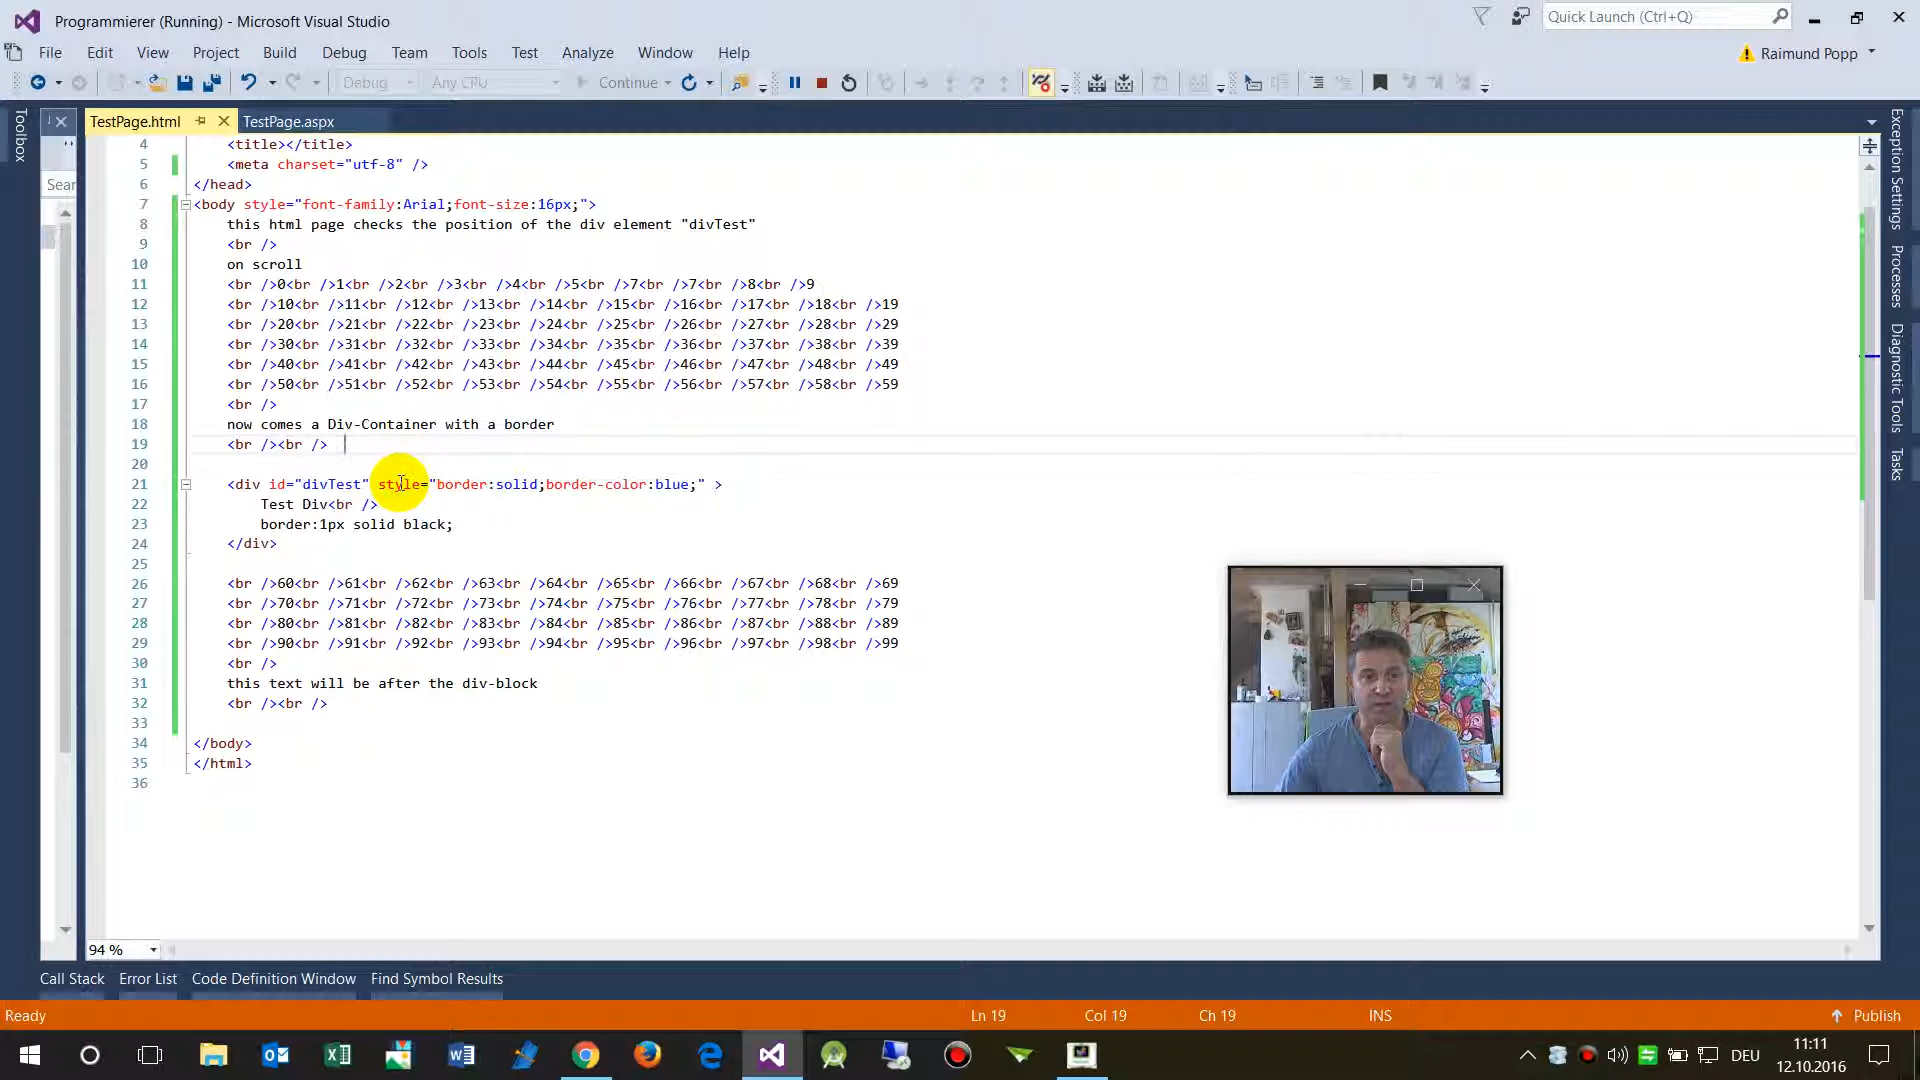 Programmierer (Running) - Microsoft Visual Studio
Quick Launch (Ctrl+Q)
File Edit View Project Build Debug Team Tools Test Analyze Window Help
Raimund Popp
Debug Any CPU Continue
Toolbox
TestPage.html TestPage.aspx
Sear
4 <title></title>
5 <meta charset="utf-8" />
6 </head>
7 <body style="font-family:Arial;font-size:16px;">
8 this html page checks the position of the div element "divTest"
9 <br />
10 on scroll
11 <br />0<br />1<br />2<br />3<br />4<br />5<br />7<br />7<br />8<br />9
12 <br />10<br />11<br />12<br />13<br />14<br />15<br />16<br />17<br />18<br />19
13 <br />20<br />21<br />22<br />23<br />24<br />25<br />26<br />27<br />28<br />29
14 <br />30<br />31<br />32<br />33<br />34<br />35<br />36<br />37<br />38<br />39
15 <br />40<br />41<br />42<br />43<br />44<br />45<br />46<br />47<br />48<br />49
16 <br />50<br />51<br />52<br />53<br />54<br />55<br />56<br />57<br />58<br />59
17 <br />
18 now comes a Div-Container with a border
19 <br /><br />
20
21 <div id="divTest" style="border:solid;border-color:blue;" >
22 Test Div<br />
23 border:1px solid black;
24 </div>
25
26 <br />60<br />61<br />62<br />63<br />64<br />65<br />66<br />67<br />68<br />69
27 <br />70<br />71<br />72<br />73<br />74<br />75<br />76<br />77<br />78<br />79
28 <br />80<br />81<br />82<br />83<br />84<br />85<br />86<br />87<br />88<br />89
29 <br />90<br />91<br />92<br />93<br />94<br />95<br />96<br />97<br />98<br />99
30 <br />
31 this text will be after the div-block
32 <br /><br />
33
34 </body>
35 </html>
36
Exception Settings
Processes
Diagnostic Tools
Tasks
94 %
Call Stack Error List Code Definition Window Find Symbol Results
Ready Ln 19 Col 19 Ch 19 INS Publish
DEU
11:11
12.10.2016